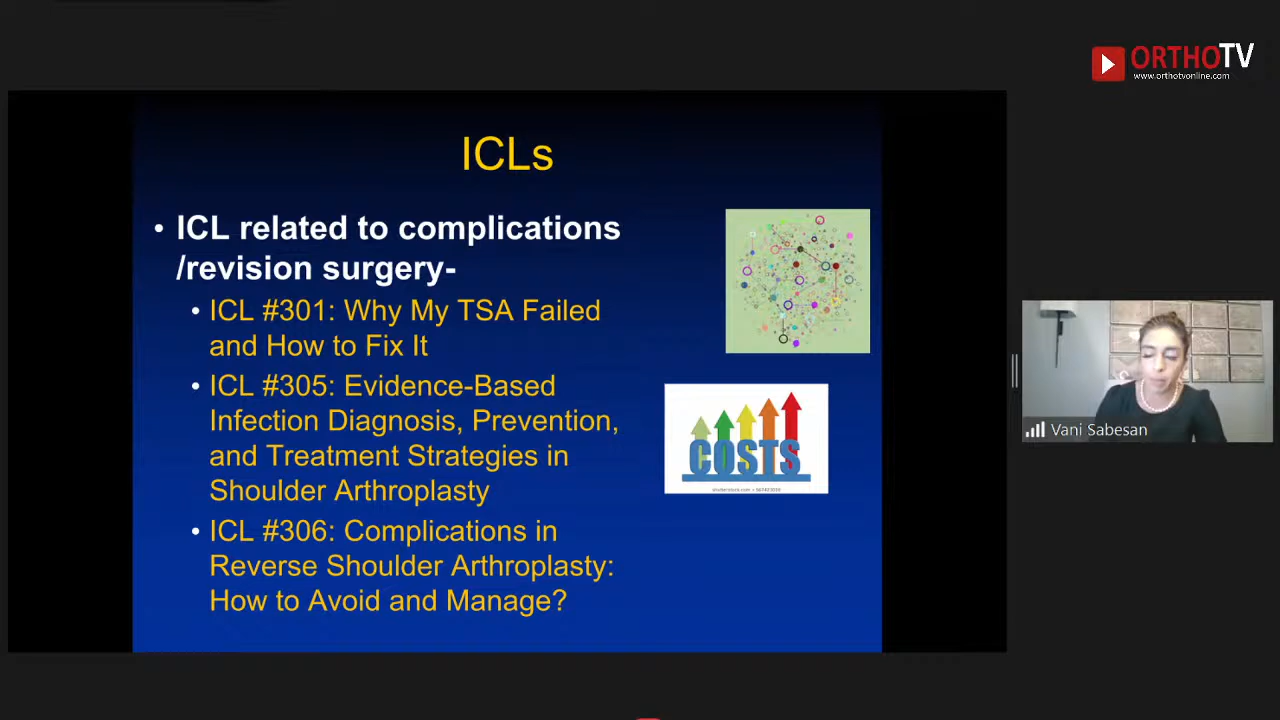 ORTHOTV
www.orthotvonline.com
ICLs
• ICL related to complications
/revision surgery-
• ICL #301: Why My TSA Failed
and How to Fix It
• ICL #305: Evidence-Based
Infection Diagnosis, Prevention,
and Treatment Strategies in
Shoulder Arthroplasty
• ICL #306: Complications in
Reverse Shoulder Arthroplasty:
How to Avoid and Manage?
COSTS
Vani Sabesan